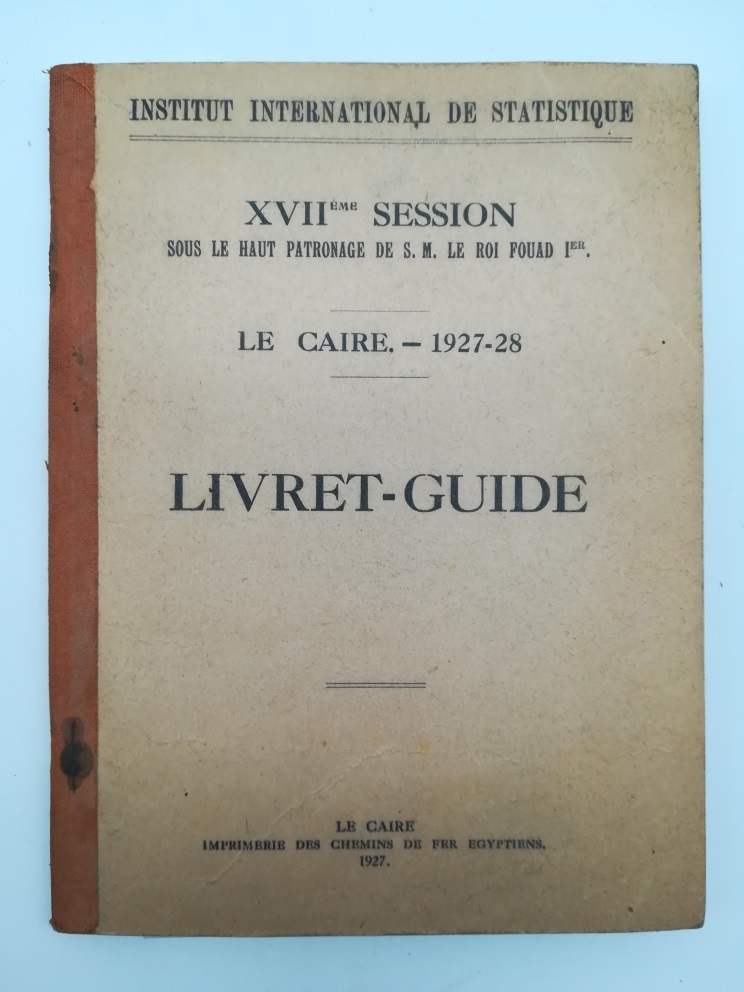 INSTITUT INTERNATIONAL DE STATISTIQUE
XVIIÈME SESSION
SOUS LE HAUT PATRONAGE DE S. M. LE ROI FOUAD IER.
LE CAIRE. — 1927-28
LIVRET-GUIDE
LE CAIRE
IMPRIMERIE DES CHEMINS DE FER EGYPTIENS.
1927.